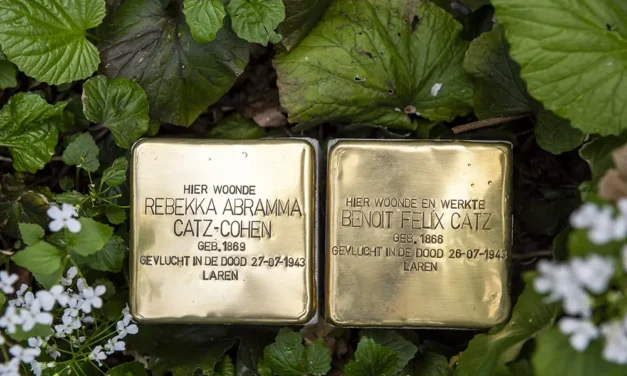 HIER WOONDE
REBEKKA ABRAMMA
CATZ-COHEN
GEB. 1869
GEVLUCHT IN DE DOOD 27-07-1943
LAREN
HIER WOONDE EN WERKTE
BENOIT FELIX CATZ
GEB. 1866
GEVLUCHT IN DE DOOD 26-07-1943
LAREN